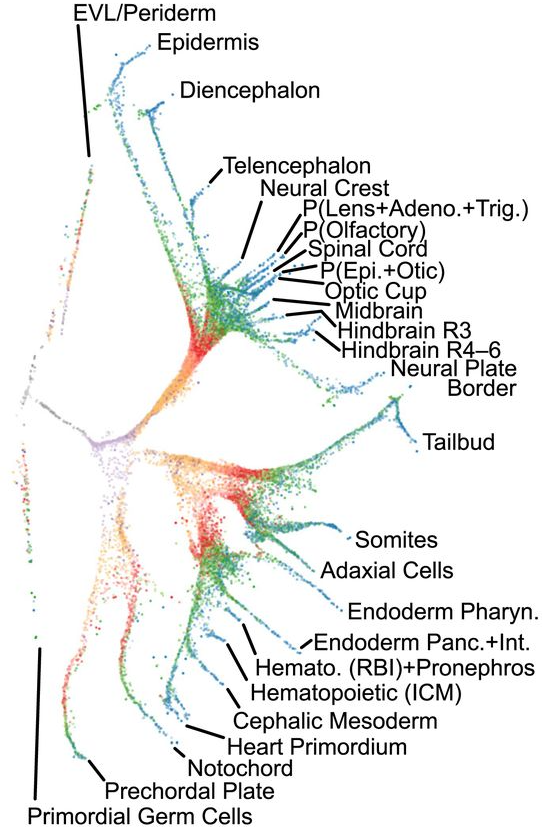 EVL/Periderm
Epidermis
Diencephalon
Telencephalon
Neural Crest
P(Lens+Adeno.+Trig.)
P(Olfactory)
Spinal Cord
P(Epi.+Otic)
Optic Cup
Midbrain
Hindbrain R3
Hindbrain R4–6
Neural Plate
Border
Tailbud
Somites
Adaxial Cells
Endoderm Pharyn.
Endoderm Panc.+Int.
Hemato. (RBI)+Pronephros
Hematopoietic (ICM)
Cephalic Mesoderm
Heart Primordium
Notochord
Prechordal Plate
Primordial Germ Cells